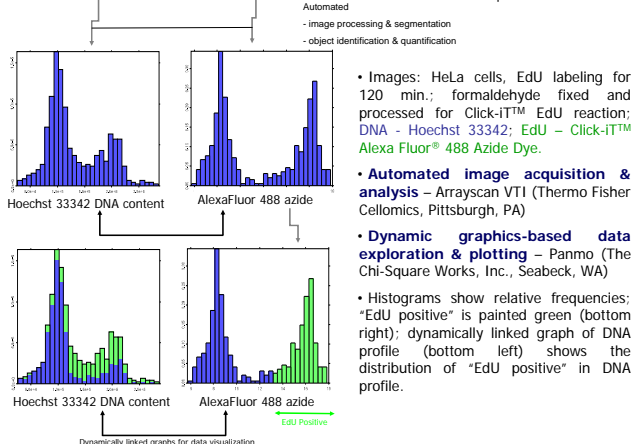 Automated
- image processing & segmentation
- object identification & quantification
Hoechst 33342 DNA content
AlexaFluor 488 azide
Hoechst 33342 DNA content
AlexaFluor 488 azide
EdU Positive
Dynamically linked graphs for data visualization
• Images: HeLa cells, EdU labeling for
120 min.; formaldehyde fixed and
processed for Click-iT™ EdU reaction;
DNA - Hoechst 33342; EdU – Click-iT™
Alexa Fluor® 488 Azide Dye.
• Automated image acquisition &
analysis – Arrayscan VTI (Thermo Fisher
Cellomics, Pittsburgh, PA)
• Dynamic graphics-based data
exploration & plotting – Panmo (The
Chi-Square Works, Inc., Seabeck, WA)
• Histograms show relative frequencies;
“EdU positive” is painted green (bottom
right); dynamically linked graph of DNA
profile (bottom left) shows the
distribution of “EdU positive” in DNA
profile.